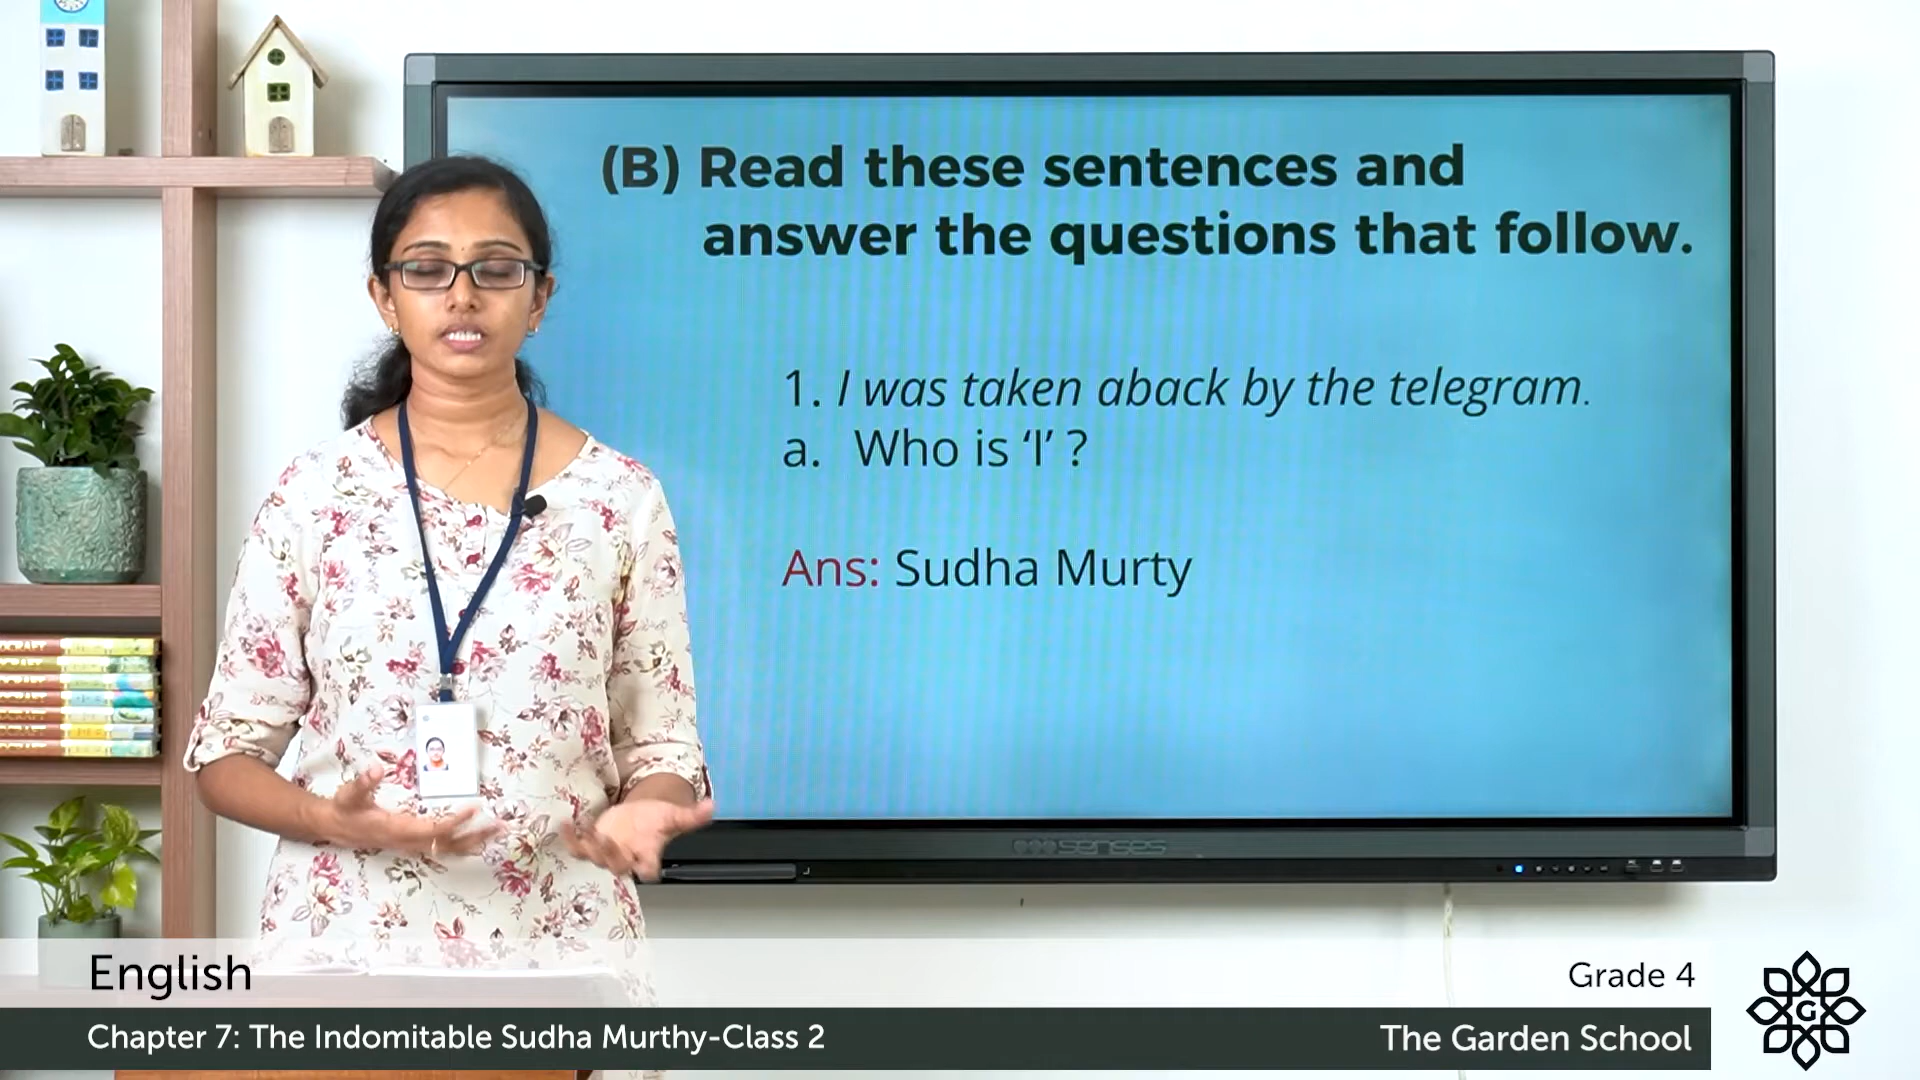 (B) Read these sentences and
answer the questions that follow.
1. I was taken aback by the telegram.
a. Who is ‘I’ ?
Ans: Sudha Murty
senses
English
Grade 4
Chapter 7: The Indomitable Sudha Murthy-Class 2
The Garden School
G